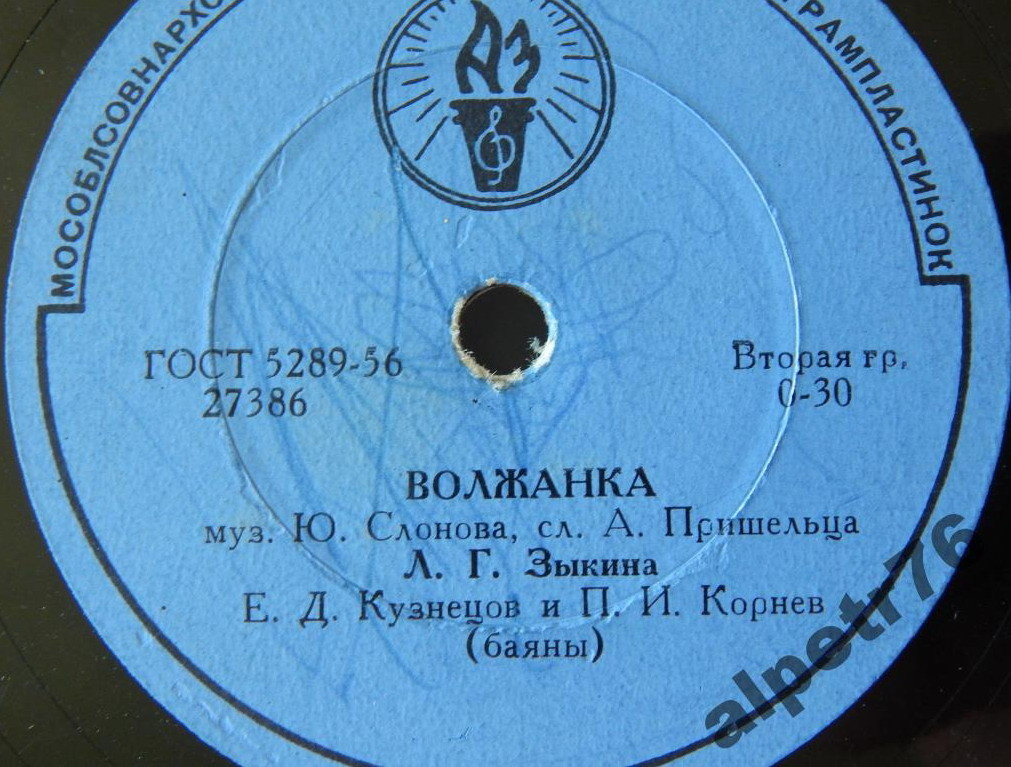 МОСОБЛСОВНАРХО
ГРАМПЛАСТИНОК
АЗ
ГОСТ 5289-56
27386
Вторая гр.
0-30
ВОЛЖАНКА
муз. Ю. Слонова, сл. А. Пришельца
Л. Г. Зыкина
Е. Д. Кузнецов и П. И. Корнев
(баяны)
alpetr76